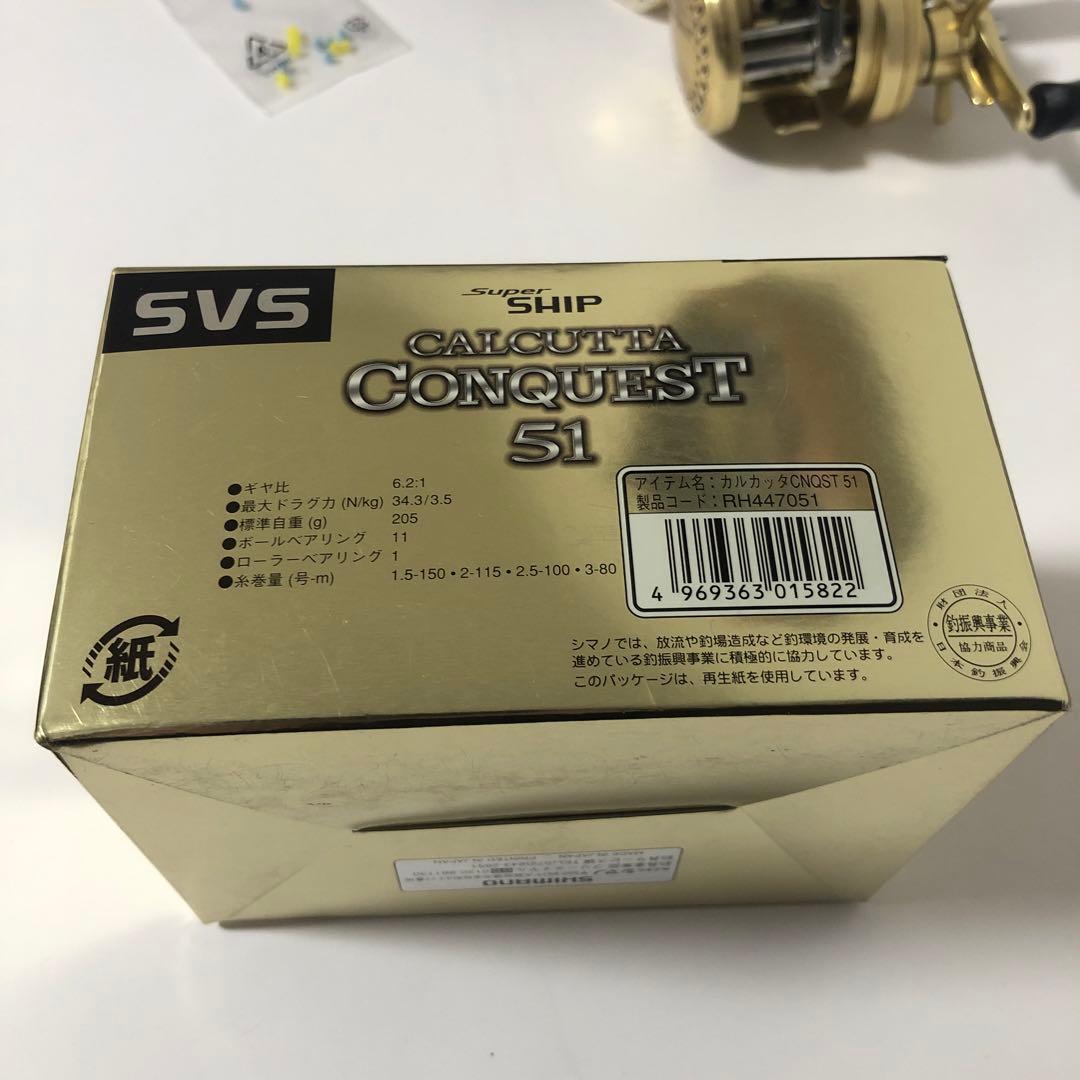 SVS
Super
SHIP
CALCUTTA
CONQUEST
51
●ギヤ比 6.2:1
●最大ドラグ力 (N/kg) 34.3/3.5
●標準自重 (g) 205
●ボールベアリング 11
●ローラーベアリング 1
●糸巻量 (号-m) 1.5-150・2-115・2.5-100・3-80
アイテム名：カルカッタCNQST 51
製品コード：RH447051
4 969363 015822
財団法人
釣振興事業
協力商品
日本釣振興会
シマノでは、放流や釣場造成など釣環境の発展・育成を
進めている釣振興事業に積極的に協力しています。
このパッケージは、再生紙を使用しています。
紙
SHIMANO
MADE IN JAPAN PRINTED IN JAPAN